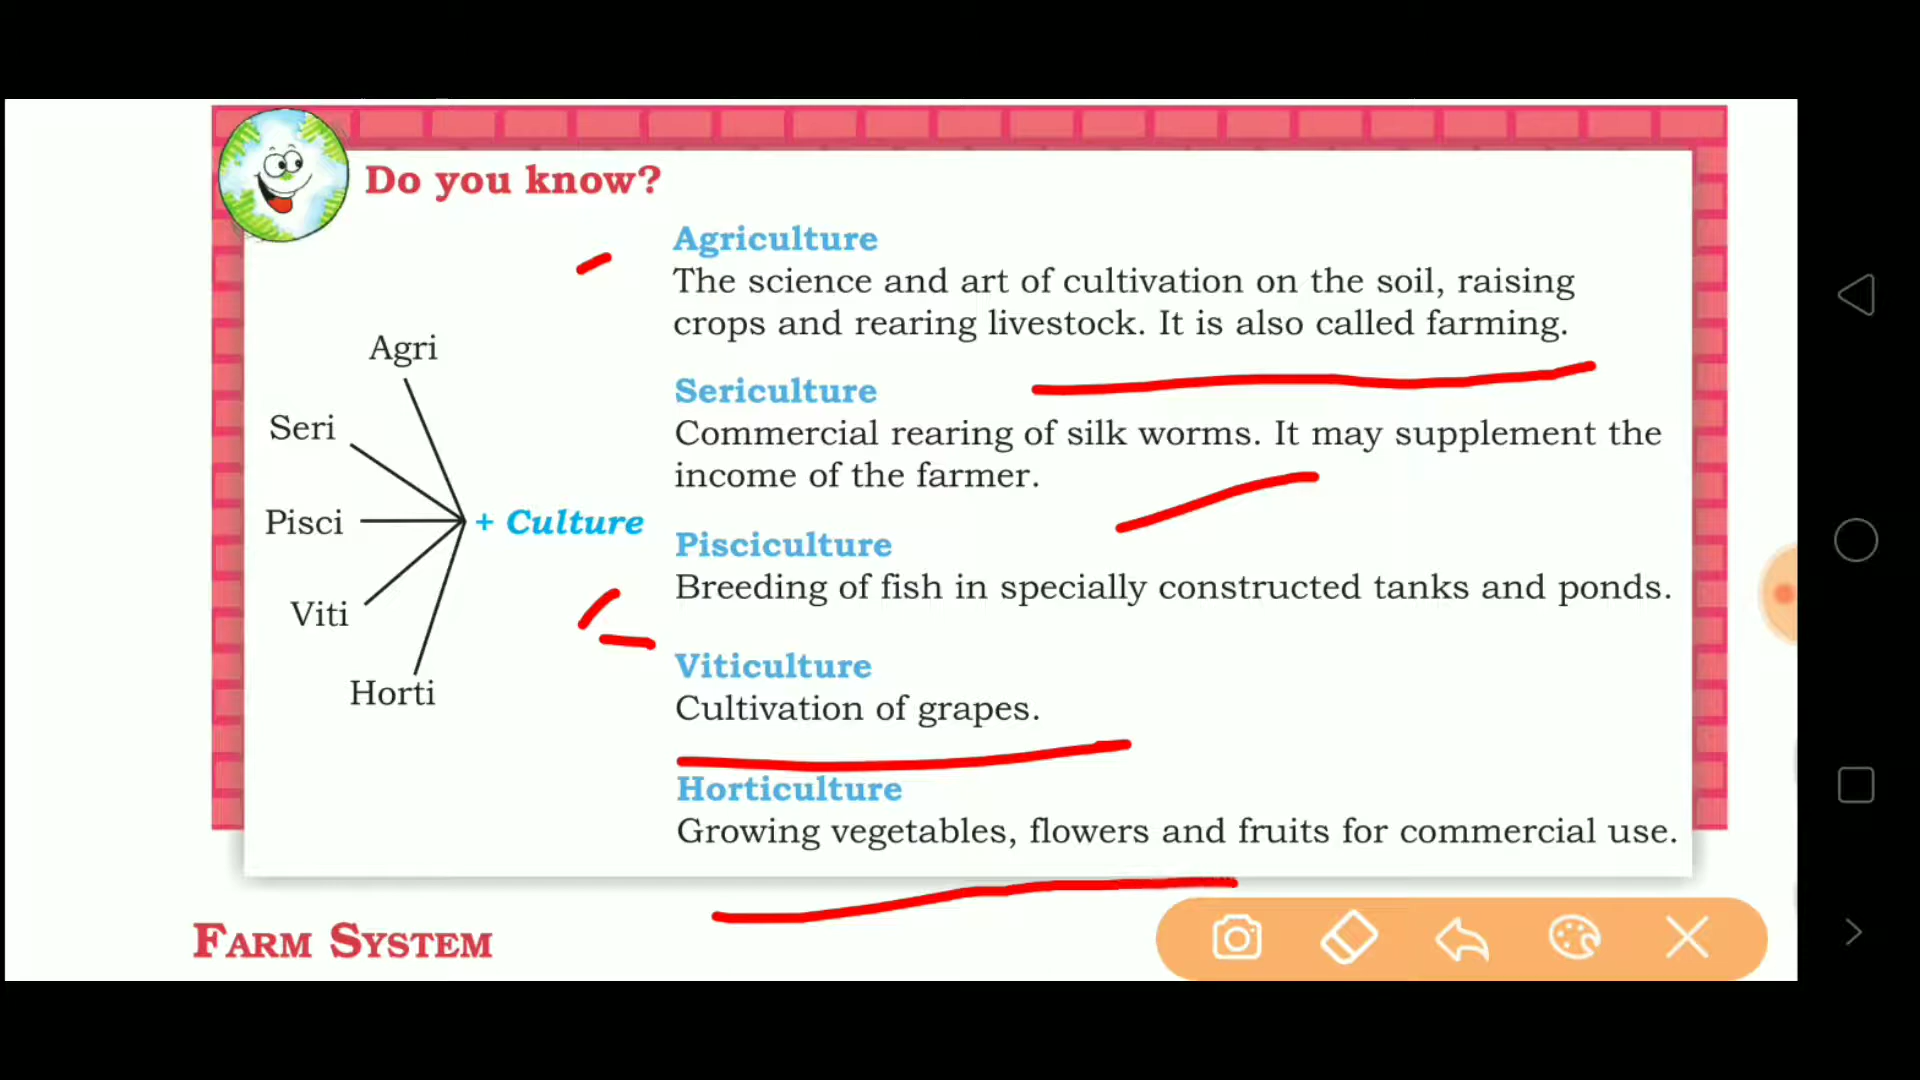 Do you know?
Agri
Seri
Pisci
Viti
Horti
+ Culture
Agriculture
The science and art of cultivation on the soil, raising
crops and rearing livestock. It is also called farming.
Sericulture
Commercial rearing of silk worms. It may supplement the
income of the farmer.
Pisciculture
Breeding of fish in specially constructed tanks and ponds.
Viticulture
Cultivation of grapes.
Horticulture
Growing vegetables, flowers and fruits for commercial use.
FARM SYSTEM